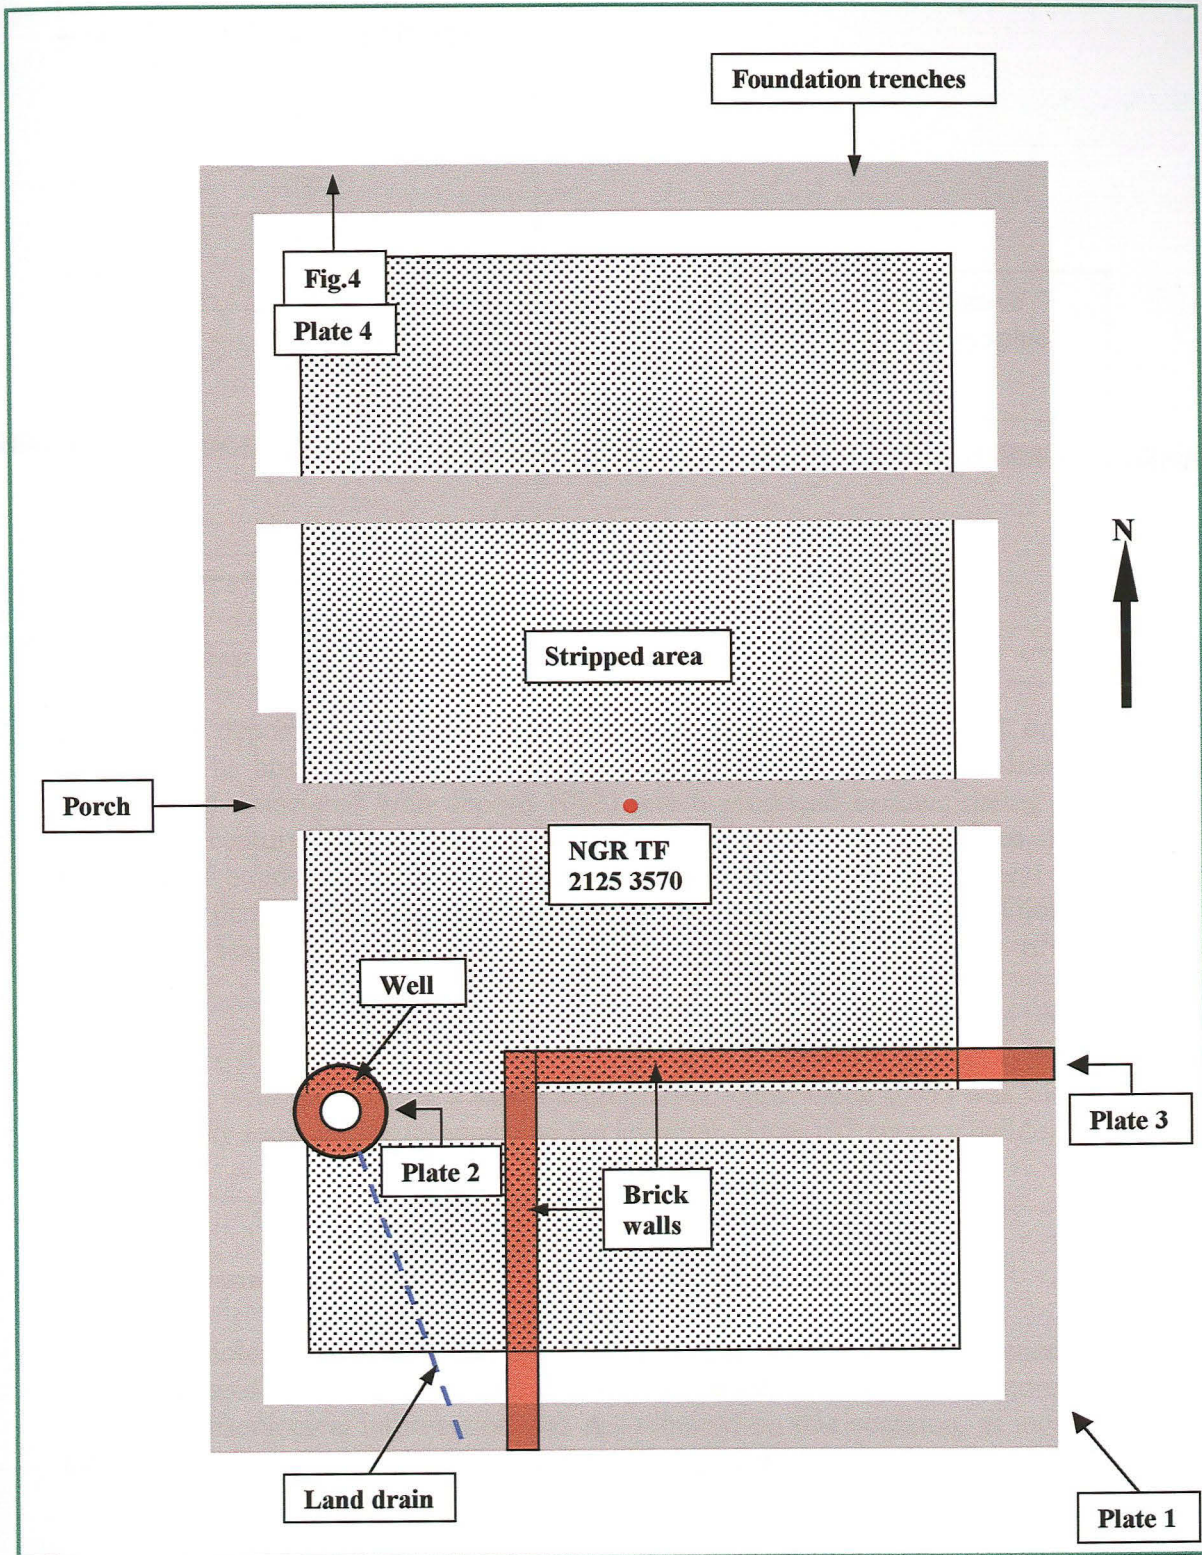 Foundation trenches
Fig.4
Plate 4
N
Stripped area
Porch
NGR TF
2125 3570
Well
Plate 3
Plate 2
Brick
walls
Land drain
Plate 1